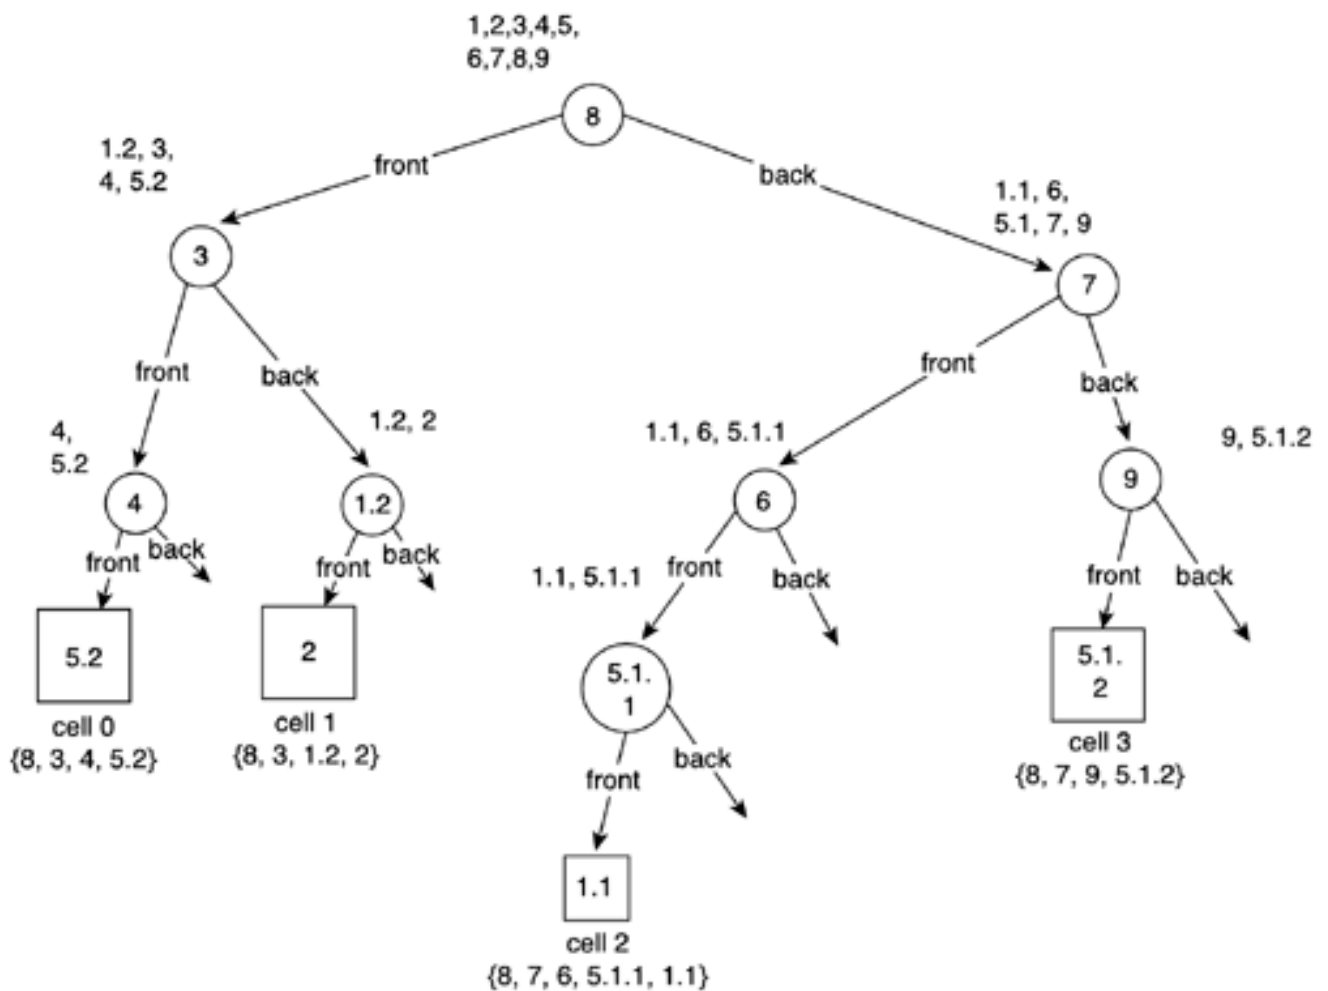 1,2,3,4,5,
6,7,8,9
8
front
back
1.2, 3,
4, 5.2
3
1.1, 6,
5.1, 7, 9
7
front
back
front
back
4,
5.2
4
1.2, 2
1.2
1.1, 6, 5.1.1
6
9, 5.1.2
9
front
back
front
back
1.1, 5.1.1
front
back
front
back
5.2
cell 0
{8, 3, 4, 5.2}
2
cell 1
{8, 3, 1.2, 2}
5.1.
1
front
back
5.1.
2
cell 3
{8, 7, 9, 5.1.2}
1.1
cell 2
{8, 7, 6, 5.1.1, 1.1}